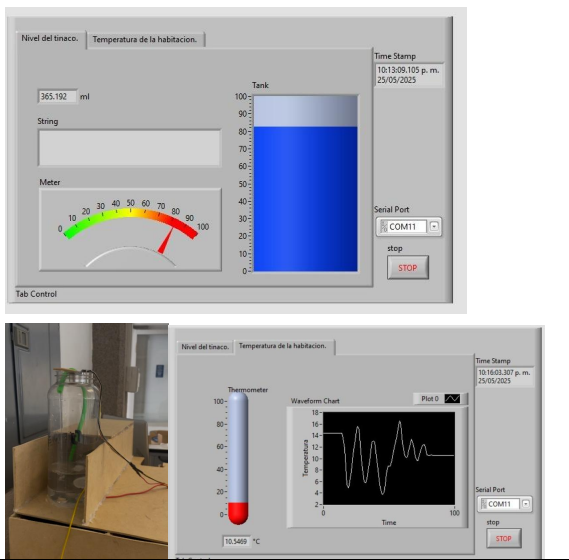 Nivel del tinaco.
Temperatura de la habitacion.
Time Stamp
10:13:09.105 p. m.
25/05/2025
365.192 ml
String
Meter
0 10 20 30 40 50 60 70 80 90 100
Tank
100
90
80
70
60
50
40
30
20
10
0
Serial Port
COM11
stop
STOP
Tab Control
Nivel del tinaco.
Temperatura de la habitacion.
Time Stamp
10:16:03.307 p. m.
25/05/2025
Thermometer
100
80
60
40
20
0
10.5469 °C
Waveform Chart
Plot 0
Temperatura
18
16
14
12
10
8
6
4
2
0 100
Time
Serial Port
COM11
stop
STOP